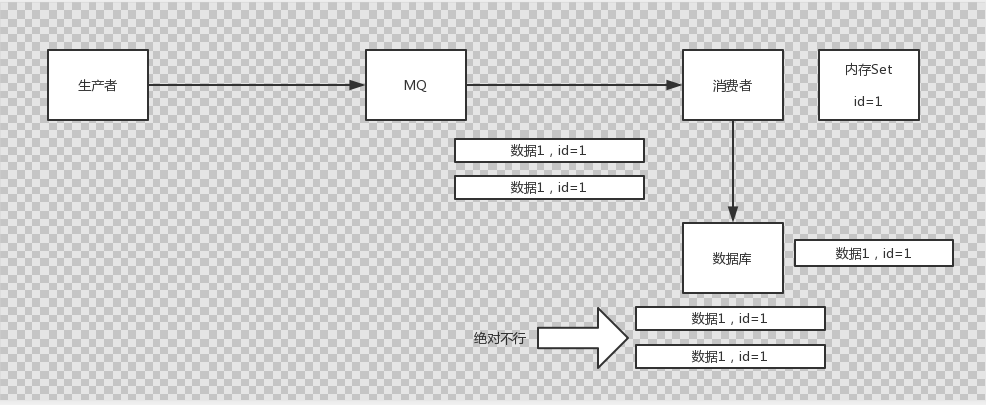 生产者
MQ
消费者
内存Set
id=1
数据1，id=1
数据1，id=1
数据库
数据1，id=1
绝对不行
数据1，id=1
数据1，id=1